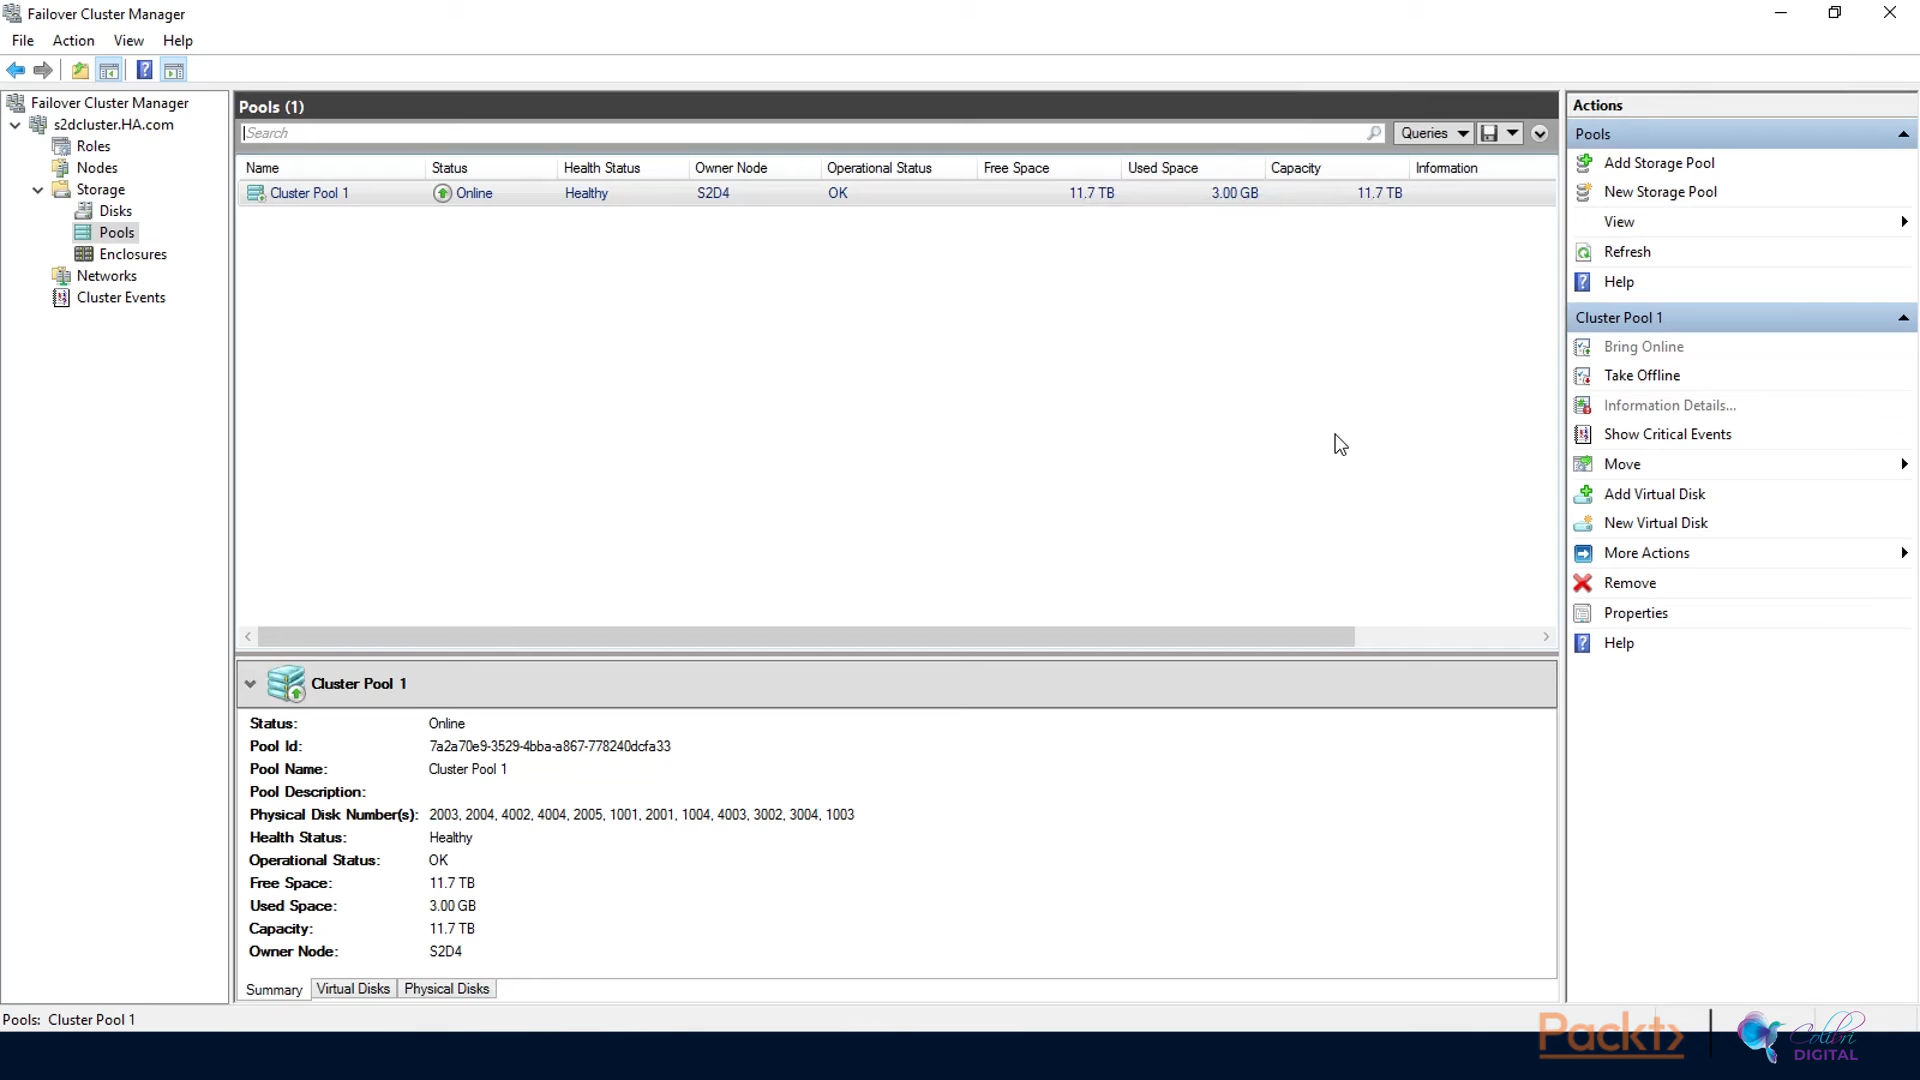 Failover Cluster Manager
File Action View Help
Failover Cluster Manager
s2dcluster.HA.com
Roles
Nodes
Storage
Disks
Pools
Enclosures
Networks
Cluster Events
Pools (1)
Search
Queries
Name Status Health Status Owner Node Operational Status Free Space Used Space Capacity Information
Cluster Pool 1 Online Healthy S2D4 OK 11.7 TB 3.00 GB 11.7 TB
Cluster Pool 1
Status: Online
Pool Id: 7a2a70e9-3529-4bba-a867-778240dcfa33
Pool Name: Cluster Pool 1
Pool Description:
Physical Disk Number(s): 2003, 2004, 4002, 4004, 2005, 1001, 2001, 1004, 4003, 3002, 3004, 1003
Health Status: Healthy
Operational Status: OK
Free Space: 11.7 TB
Used Space: 3.00 GB
Capacity: 11.7 TB
Owner Node: S2D4
Summary Virtual Disks Physical Disks
Actions
Pools
Add Storage Pool
New Storage Pool
View
Refresh
Help
Cluster Pool 1
Bring Online
Take Offline
Information Details...
Show Critical Events
Move
Add Virtual Disk
New Virtual Disk
More Actions
Remove
Properties
Help
Pools: Cluster Pool 1
Packt>
Colibri
DIGITAL